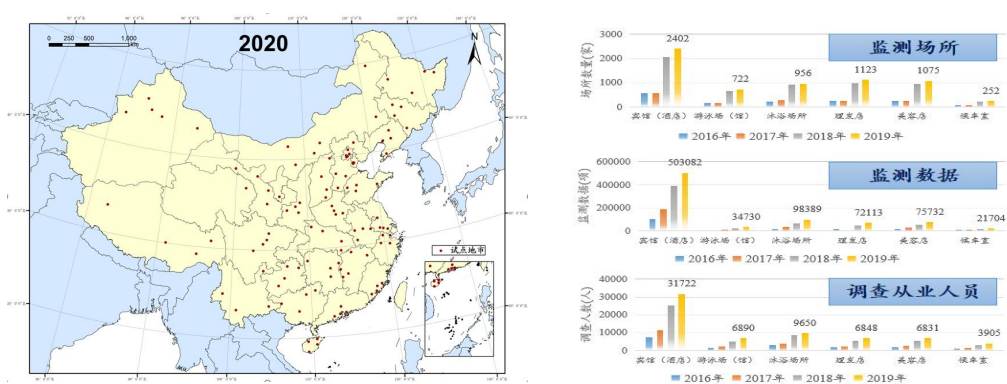 2020
0 250 500 1,000
km
N
试点地市
监测场所
场所数量(家)
3000
2000
1000
0
2402
722
956
1123
1075
252
宾馆（酒店） 游泳场（馆） 沐浴场所 理发店 美容店 候车室
2016年 2017年 2018年 2019年
监测数据
监测数据(项)
600000
400000
200000
0
503082
34730
98389
72113
75732
21704
宾馆（酒店） 游泳场（馆） 沐浴场所 理发店 美容店 候车室
2016年 2017年 2018年 2019年
调查从业人员
调查人数(人)
40000
30000
20000
10000
0
31722
6890
9650
6848
6831
3905
宾馆（酒店） 游泳场（馆） 沐浴场所 理发店 美容店 候车室
2016年 2017年 2018年 2019年